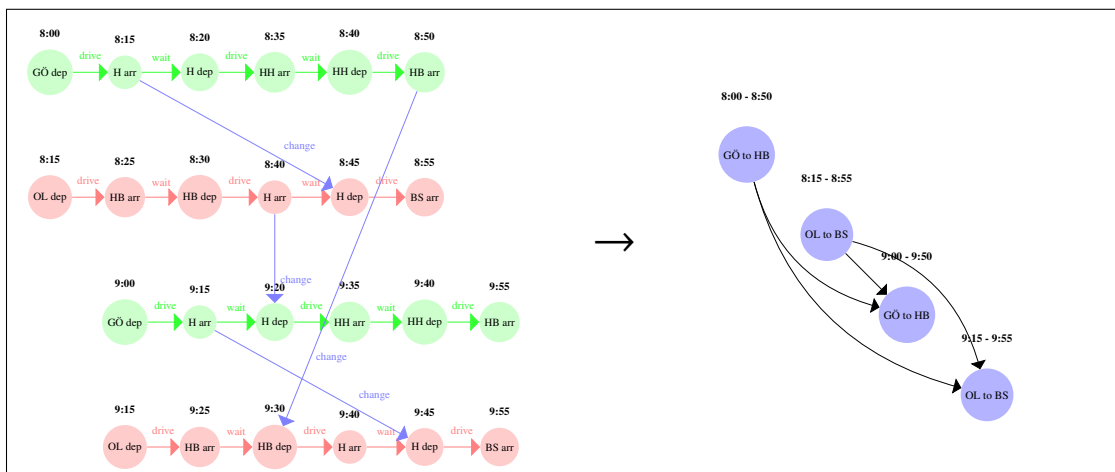 8:00 8:15 8:20 8:35 8:40 8:50
drive wait drive wait drive
GÖ dep H arr H dep HH arr HH dep HB arr
change
8:15 8:25 8:30 8:40 8:45 8:55
drive wait drive wait drive
OL dep HB arr HB dep H arr H dep BS arr
change
9:00 9:15 9:20 9:35 9:40 9:55
drive wait drive wait drive
GÖ dep H arr H dep HH arr HH dep HB arr
change
change
9:15 9:25 9:30 9:40 9:45 9:55
drive wait drive wait drive
OL dep HB arr HB dep H arr H dep BS arr
→
8:00 - 8:50
GÖ to HB
8:15 - 8:55
OL to BS
9:00 - 9:50
GÖ to HB
9:15 - 9:55
OL to BS